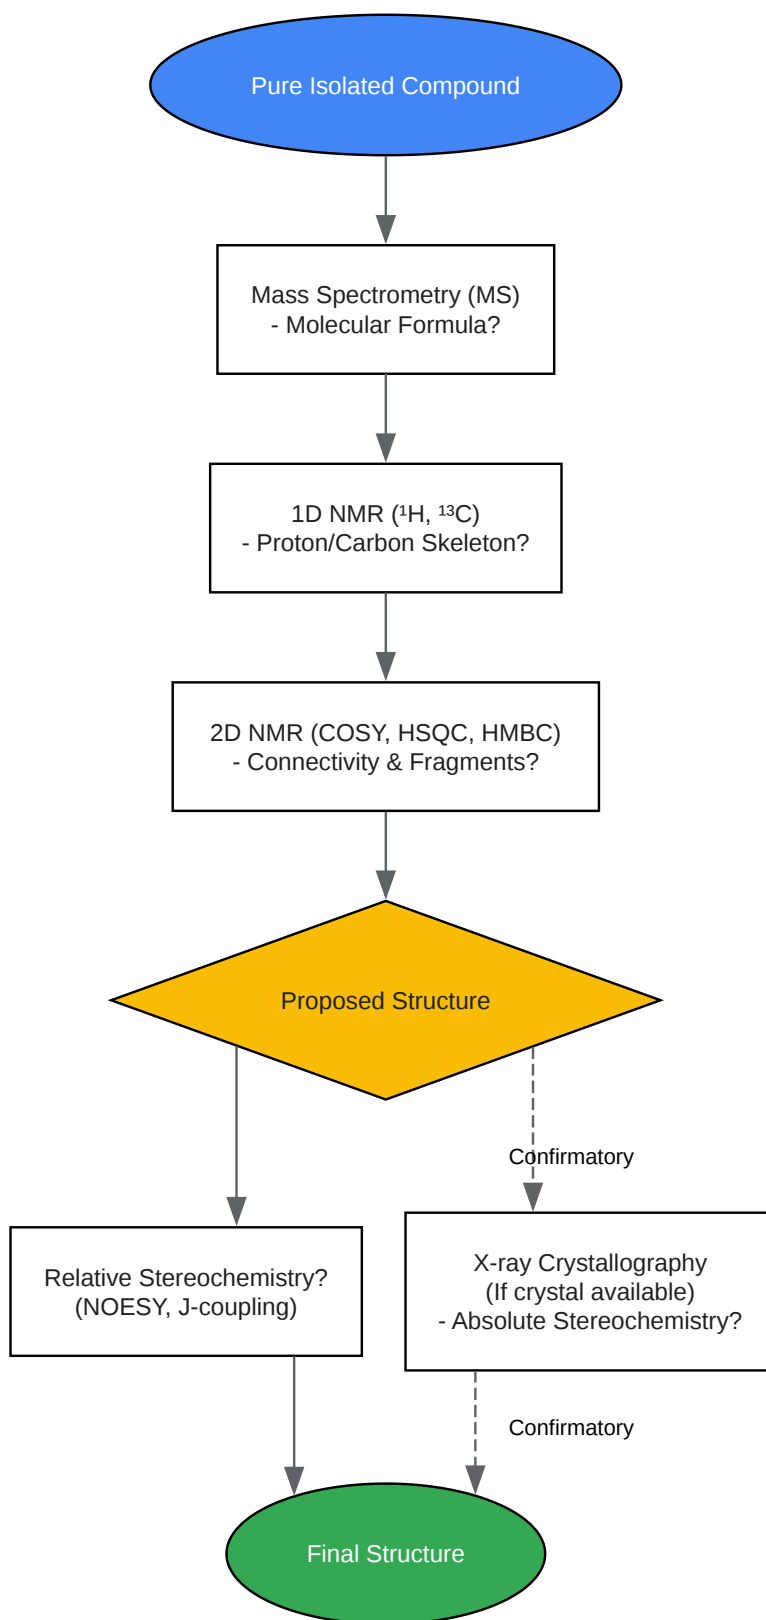 Pure Isolated Compound
Mass Spectrometry (MS)
- Molecular Formula?
1D NMR (¹H, ¹³C)
- Proton/Carbon Skeleton?
2D NMR (COSY, HSQC, HMBC)
- Connectivity & Fragments?
Proposed Structure
Confirmatory
Relative Stereochemistry?
(NOESY, J-coupling)
X-ray Crystallography
(If crystal available)
- Absolute Stereochemistry?
Confirmatory
Final Structure